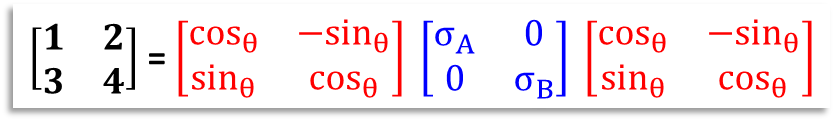 [1 2] = [cosθ −sinθ] [σA 0] [cosθ −sinθ]
[3 4] [sinθ cosθ] [0 σB] [sinθ cosθ]